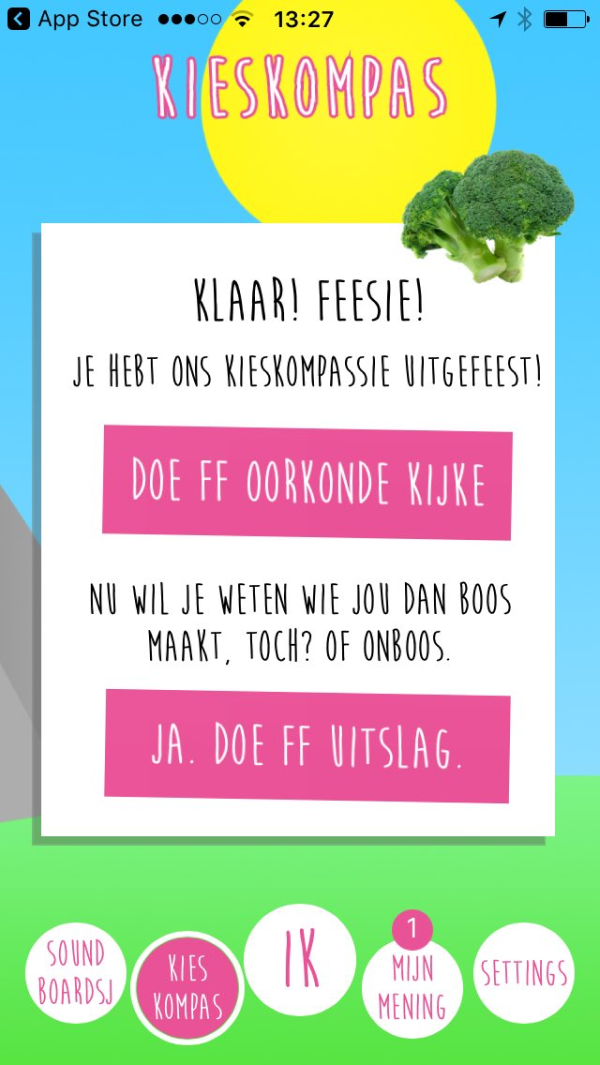 App Store 13:27
KIESKOMPAS
KLAAR! FEESIE!
JE HEBT ONS KIESKOMPASSIE UITGEFEEST!
DOE FF OORKONDE KIJKE
NU WIL JE WETEN WIE JOU DAN BOOS
MAAKT, TOCH? OF ONBOOS.
JA. DOE FF UITSLAG.
SOUND
BOARDSJ
KIES
KOMPAS
IK
1
MIJN
MENING
SETTINGS